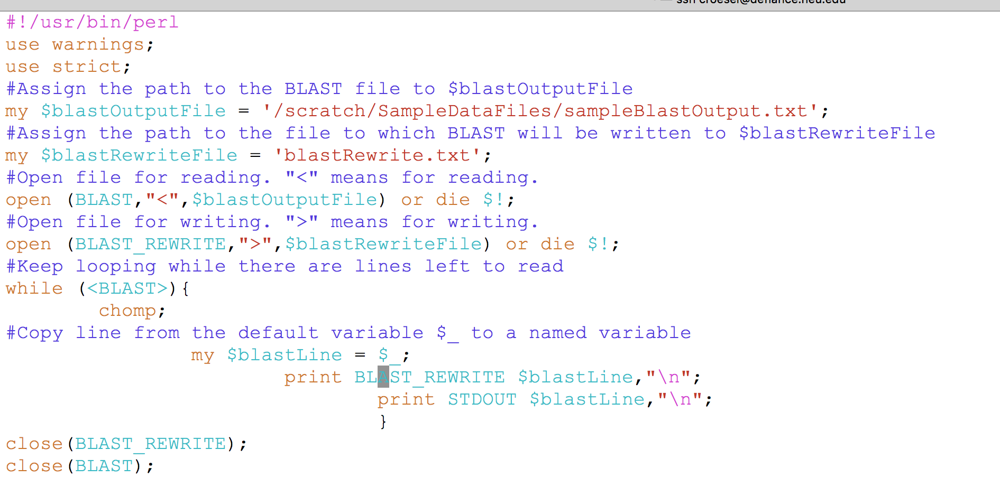 ssh croesel@defiance.neu.edu
#!/usr/bin/perl
use warnings;
use strict;
#Assign the path to the BLAST file to $blastOutputFile
my $blastOutputFile = '/scratch/SampleDataFiles/sampleBlastOutput.txt';
#Assign the path to the file to which BLAST will be written to $blastRewriteFile
my $blastRewriteFile = 'blastRewrite.txt';
#Open file for reading. "<" means for reading.
open (BLAST,"<",$blastOutputFile) or die $!;
#Open file for writing. ">" means for writing.
open (BLAST_REWRITE,">",$blastRewriteFile) or die $!;
#Keep looping while there are lines left to read
while (<BLAST>){
        chomp;
#Copy line from the default variable $_ to a named variable
                my $blastLine = $_;
                        print BLAST_REWRITE $blastLine,"\n";
                                print STDOUT $blastLine,"\n";
                                }
close(BLAST_REWRITE);
close(BLAST);